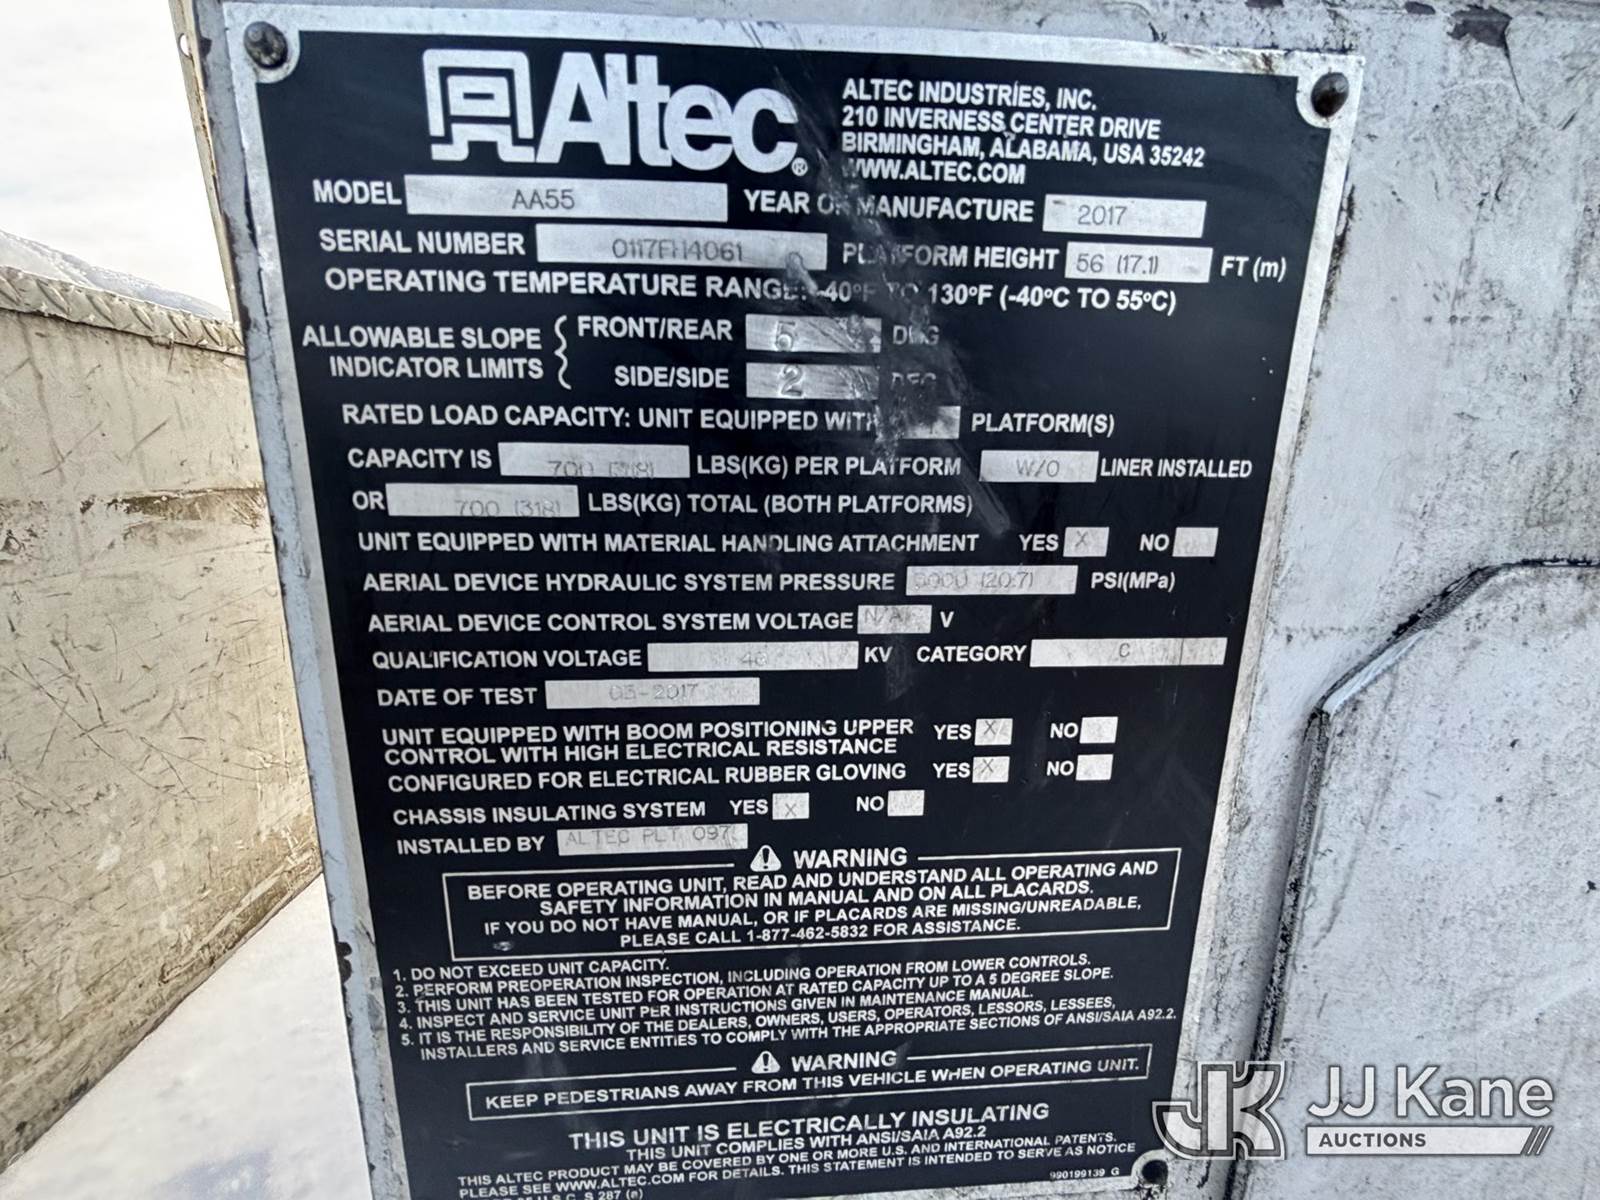 Altec®
ALTEC INDUSTRIES, INC.
210 INVERNESS CENTER DRIVE
BIRMINGHAM, ALABAMA, USA 35242
WWW.ALTEC.COM
MODEL AA55 YEAR OF MANUFACTURE 2017
SERIAL NUMBER 0117FH4061 PLATFORM HEIGHT 56 (17.1) FT (m)
OPERATING TEMPERATURE RANGE: -40°F TO 130°F (-40°C TO 55°C)
ALLOWABLE SLOPE INDICATOR LIMITS { FRONT/REAR 5 DEG
SIDE/SIDE 2 DEG
RATED LOAD CAPACITY: UNIT EQUIPPED WITH PLATFORM(S)
CAPACITY IS 700 (318) LBS(KG) PER PLATFORM W/O LINER INSTALLED
OR 700 (318) LBS(KG) TOTAL (BOTH PLATFORMS)
UNIT EQUIPPED WITH MATERIAL HANDLING ATTACHMENT YES X NO
AERIAL DEVICE HYDRAULIC SYSTEM PRESSURE 3000 (20.7) PSI(MPa)
AERIAL DEVICE CONTROL SYSTEM VOLTAGE N/A V
QUALIFICATION VOLTAGE 46 KV CATEGORY C
DATE OF TEST 03-2017
UNIT EQUIPPED WITH BOOM POSITIONING UPPER YES X NO
CONTROL WITH HIGH ELECTRICAL RESISTANCE
CONFIGURED FOR ELECTRICAL RUBBER GLOVING YES X NO
CHASSIS INSULATING SYSTEM YES X NO
INSTALLED BY ALTEC PLT 097
WARNING
BEFORE OPERATING UNIT, READ AND UNDERSTAND ALL OPERATING AND
SAFETY INFORMATION IN MANUAL AND ON ALL PLACARDS.
IF YOU DO NOT HAVE MANUAL, OR IF PLACARDS ARE MISSING/UNREADABLE,
PLEASE CALL 1-877-462-5832 FOR ASSISTANCE.
1. DO NOT EXCEED UNIT CAPACITY.
2. PERFORM PREOPERATION INSPECTION, INCLUDING OPERATION FROM LOWER CONTROLS.
3. THIS UNIT HAS BEEN TESTED FOR OPERATION AT RATED CAPACITY UP TO A 5 DEGREE SLOPE.
4. INSPECT AND SERVICE UNIT PER INSTRUCTIONS GIVEN IN MAINTENANCE MANUAL.
5. IT IS THE RESPONSIBILITY OF THE DEALERS, OWNERS, USERS, OPERATORS, LESSORS, LESSEES,
INSTALLERS AND SERVICE ENTITIES TO COMPLY WITH THE APPROPRIATE SECTIONS OF ANSI/SAIA A92.2.
WARNING
KEEP PEDESTRIANS AWAY FROM THIS VEHICLE WHEN OPERATING UNIT.
THIS UNIT IS ELECTRICALLY INSULATING
THIS UNIT COMPLIES WITH ANSI/SAIA A92.2
THIS ALTEC PRODUCT MAY BE COVERED BY ONE OR MORE U.S. AND INTERNATIONAL PATENTS.
PLEASE SEE WWW.ALTEC.COM FOR DETAILS. THIS STATEMENT IS INTENDED TO SERVE AS NOTICE
U.S.C. S 287 (a)
990199139 G
JK JJ Kane
AUCTIONS